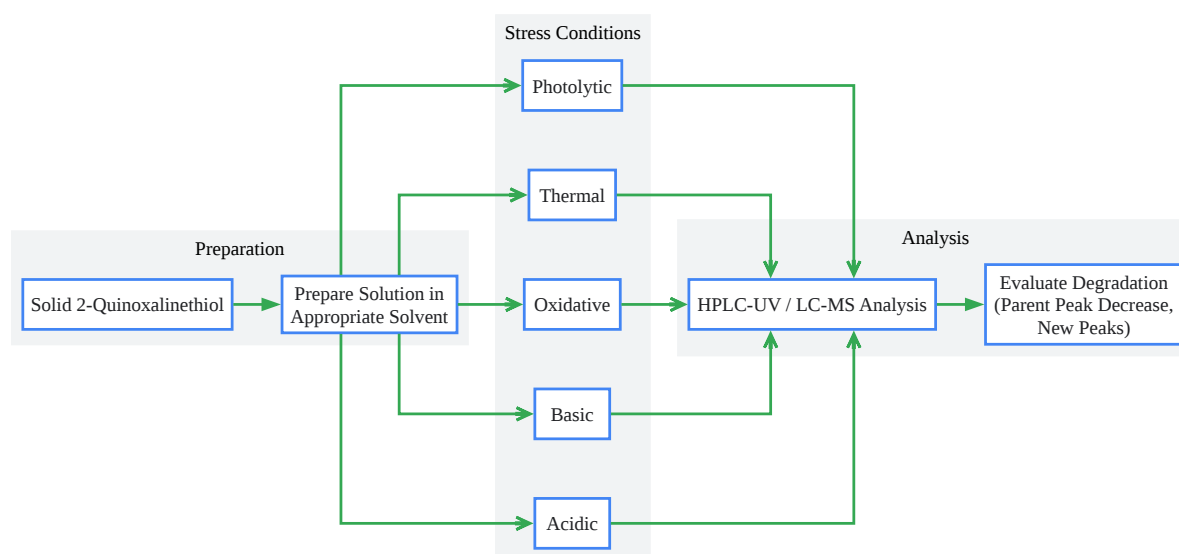 Stress Conditions
Photolytic
Thermal
Preparation
Analysis
Solid 2-Quinoxalinethiol
Prepare Solution in
Appropriate Solvent
Oxidative
HPLC-UV / LC-MS Analysis
Evaluate Degradation
(Parent Peak Decrease,
New Peaks)
Basic
Acidic